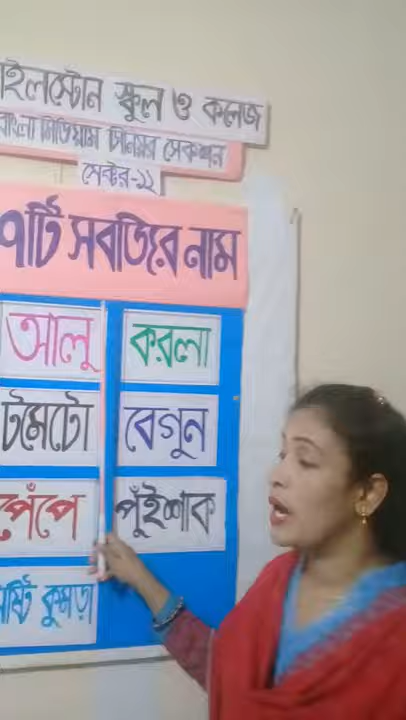 মাইলস্টোন স্কুল ও কলেজ
বাংলা মিডিয়াম সিনিয়র সেকশন
সেক্টর-১১
৭টি সবজির নাম
আলু করলা
টমেটো বেগুন
পেঁপে পুঁইশাক
মিষ্টি কুমড়া